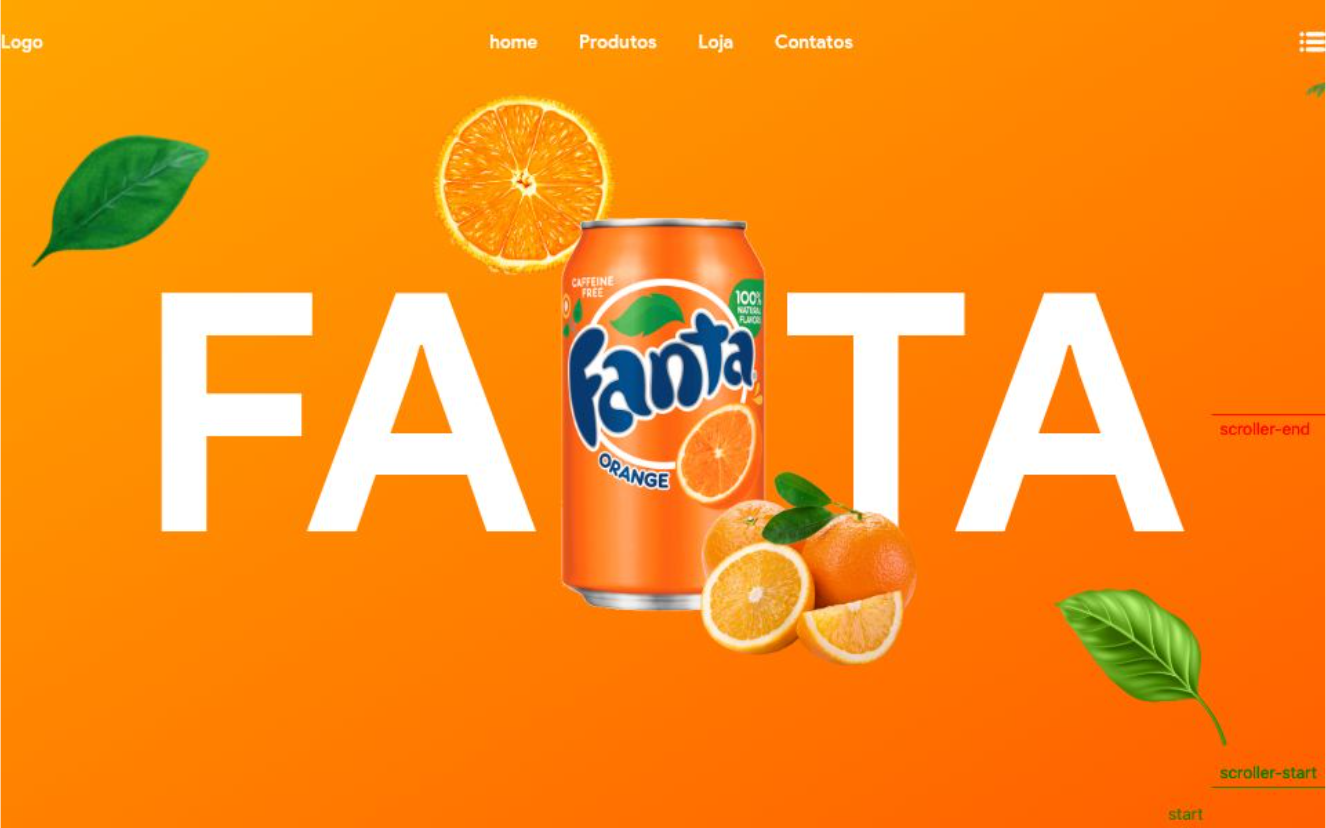 Logo
home Produtos Loja Contatos
CAFFEINE
FREE
100%
NATURAL
FLAVORS
FA TA
Fanta
ORANGE
scroller-end
scroller-start
start